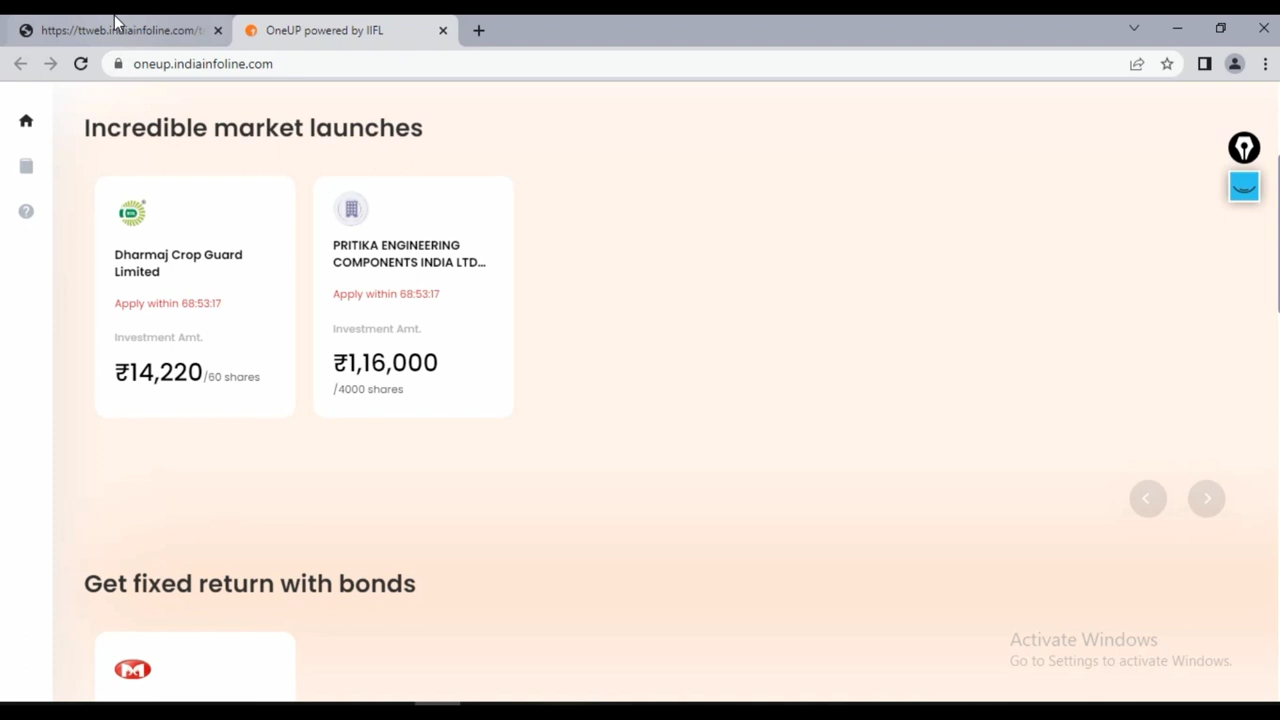 https://ttweb.indiainfoline.com/t
OneUP powered by IIFL
oneup.indiainfoline.com
Incredible market launches
Dharmaj Crop Guard
Limited
Apply within 68:53:17
Investment Amt.
₹14,220/60 shares
PRITIKA ENGINEERING
COMPONENTS INDIA LTD...
Apply within 68:53:17
Investment Amt.
₹1,16,000
/4000 shares
Get fixed return with bonds
Activate Windows
Go to Settings to activate Windows.